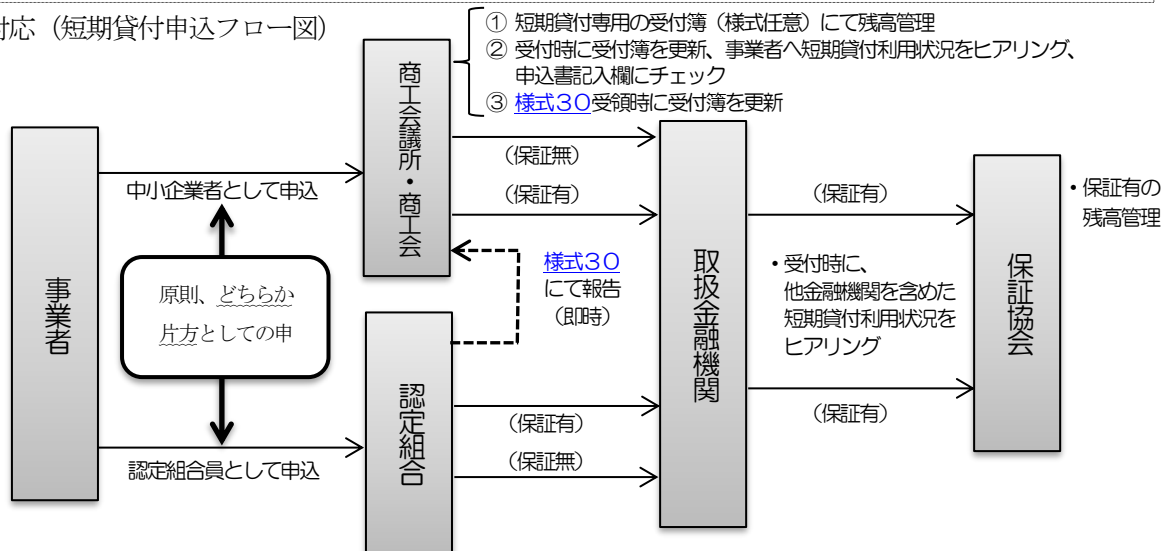 対応（短期貸付申込フロー図）
① 短期貸付専用の受付簿（様式任意）にて残高管理
② 受付時に受付簿を更新、事業者へ短期貸付利用状況をヒアリング、
申込書記入欄にチェック
③ 様式３０受領時に受付簿を更新
事業者
中小企業者として申込
原則、どちらか
片方としての申
認定組合員として申込
商工会議所・商工会
認定組合
（保証無）
（保証有）
様式３０
にて報告
（即時）
（保証有）
（保証無）
取扱金融機関
（保証有）
・受付時に、
他金融機関を含めた
短期貸付利用状況を
ヒアリング
（保証有）
保証協会
・保証有の
残高管理